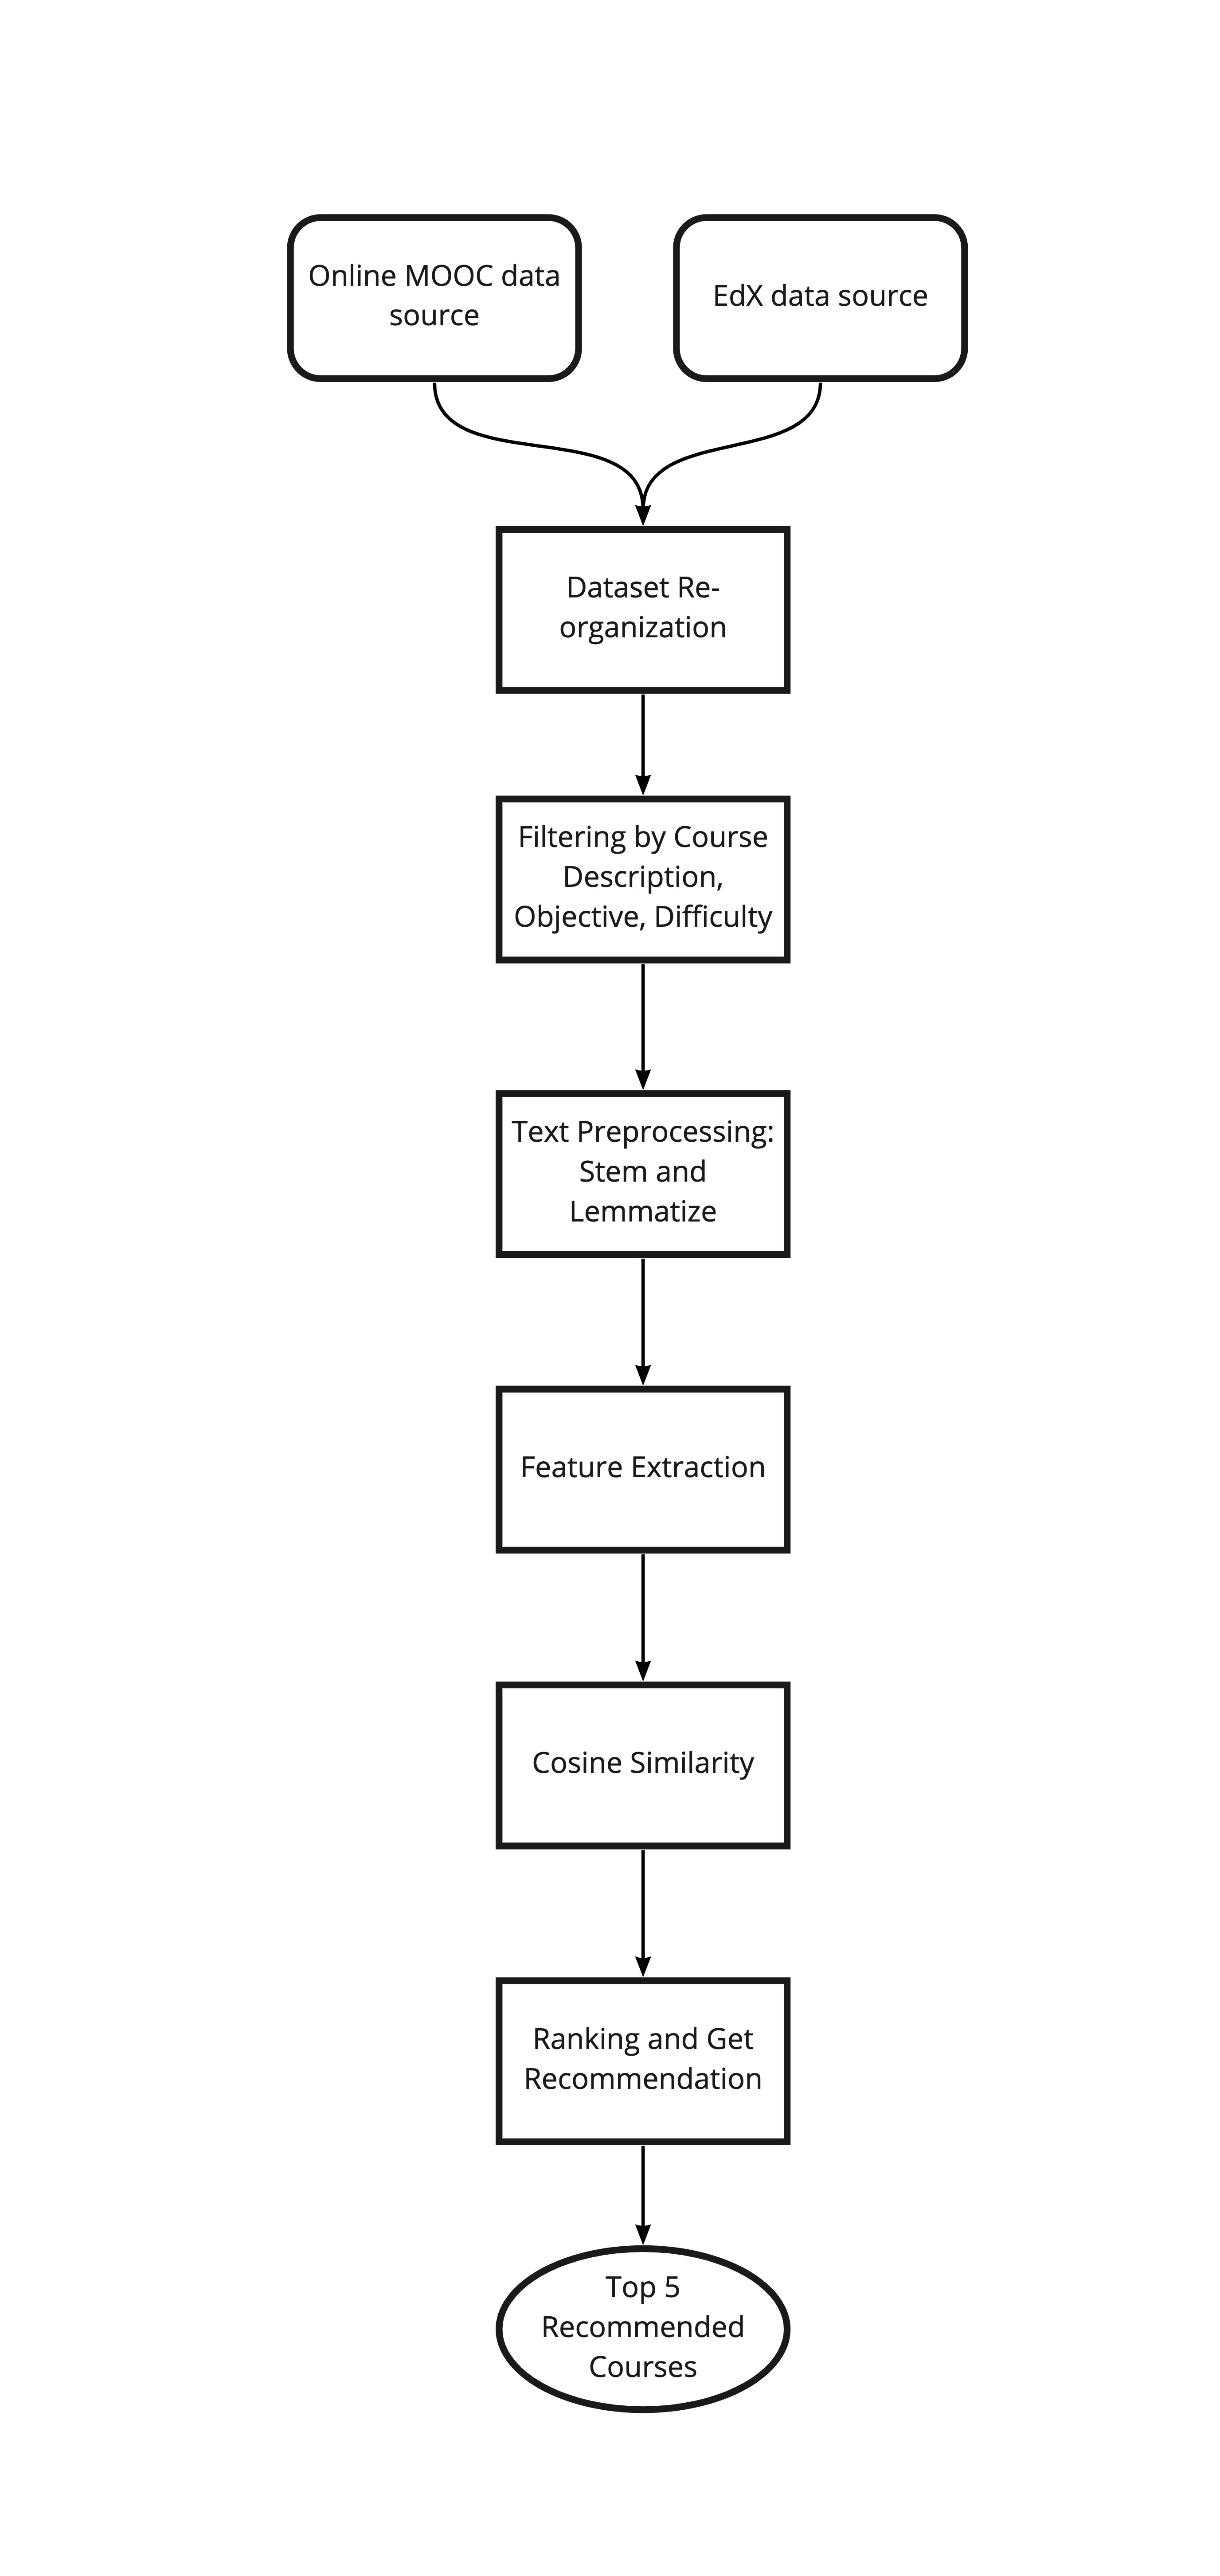 Online MOOC data
source
EdX data source
Dataset Re-
organization
Filtering by Course
Description,
Objective, Difficulty
Text Preprocessing:
Stem and
Lemmatize
Feature Extraction
Cosine Similarity
Ranking and Get
Recommendation
Top 5
Recommended
Courses